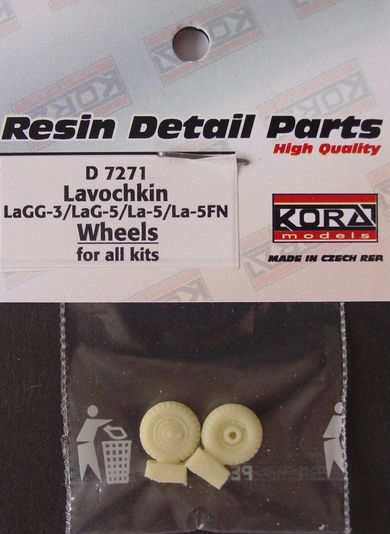 Resin Detail Parts
High Quality
D 7271
Lavochkin
LaGG-3/LaG-5/La-5/La-5FN
Wheels
for all kits
KORA
models
MADE IN CZECH REP.
PE